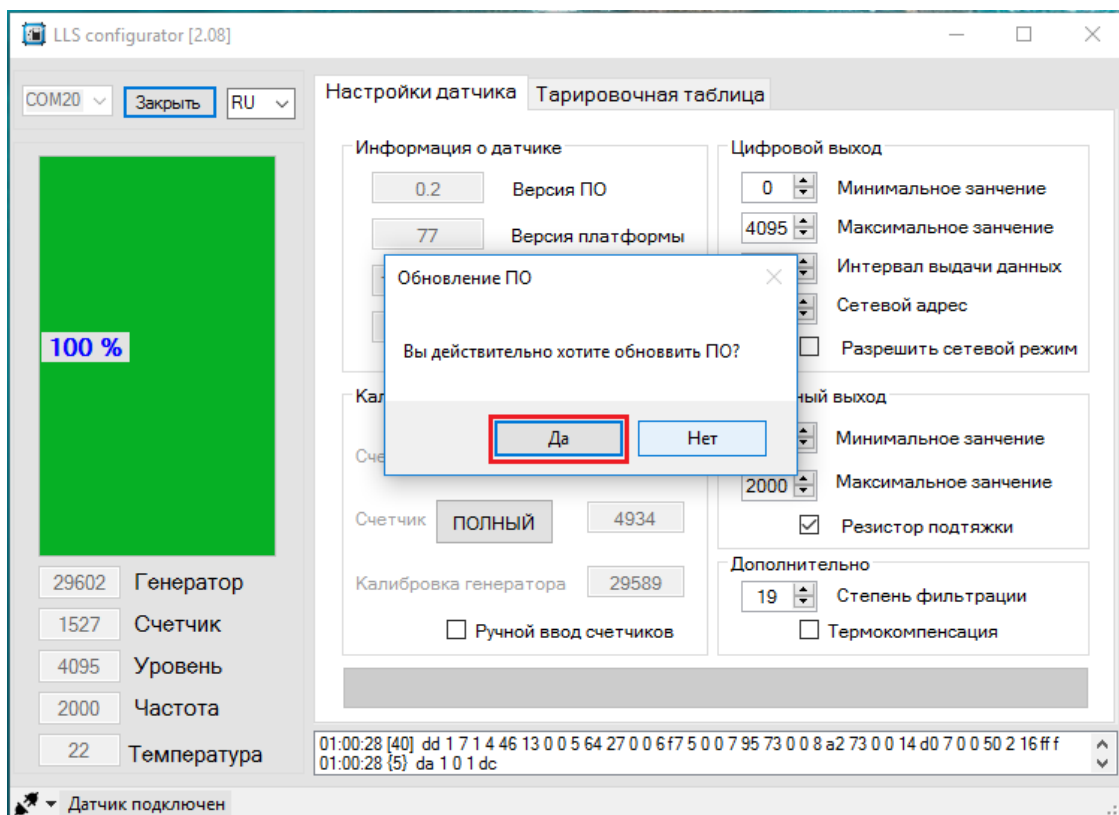 LLS configurator [2.08]
COM20 Закрыть RU
Настройки датчика Тарировочная таблица
Информация о датчике
0.2 Версия ПО
77 Версия платформы
Цифровой выход
0 Минимальное занчение
4095 Максимальное занчение
Интервал выдачи данных
Сетевой адрес
Разрешить сетевой режим
Обновление ПО
Вы действительно хотите обноввить ПО?
Да Нет
100 %
Кал
Сче
Счетчик ПОЛНЫЙ 4934
Калибровка генератора 29589
Ручной ввод счетчиков
ный выход
Минимальное занчение
2000 Максимальное занчение
Резистор подтяжки
Дополнительно
19 Степень фильтрации
Термокомпенсация
29602 Генератор
1527 Счетчик
4095 Уровень
2000 Частота
22 Температура
01:00:28 [40] dd 1 7 1 4 46 13 0 0 5 64 27 0 0 6 f7 5 0 0 7 95 73 0 0 8 a2 73 0 0 14 d0 7 0 0 50 2 16 ff f
01:00:28 {5} da 1 0 1 dc
Датчик подключен